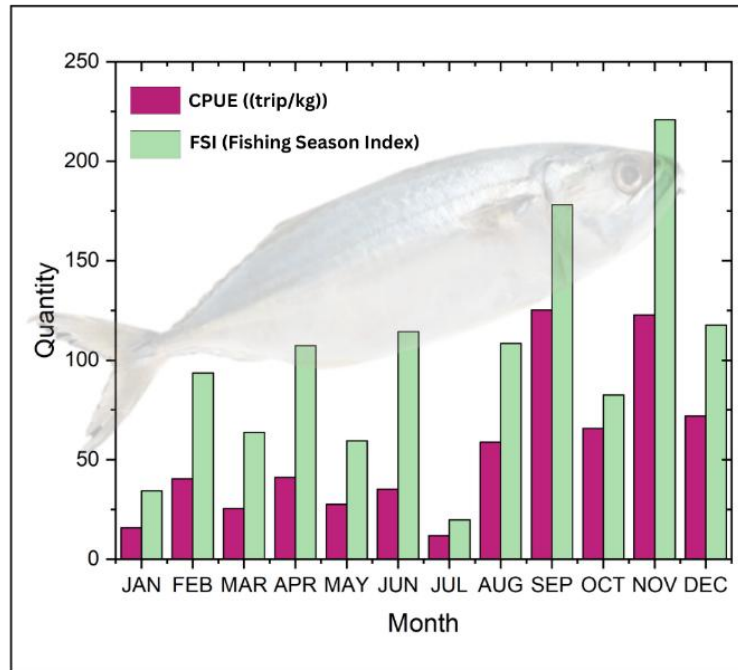 250
CPUE ((trip/kg))
FSI (Fishing Season Index)
200
150
Quantity
100
50
0
JAN FEB MAR APR MAY JUN JUL AUG SEP OCT NOV DEC
Month